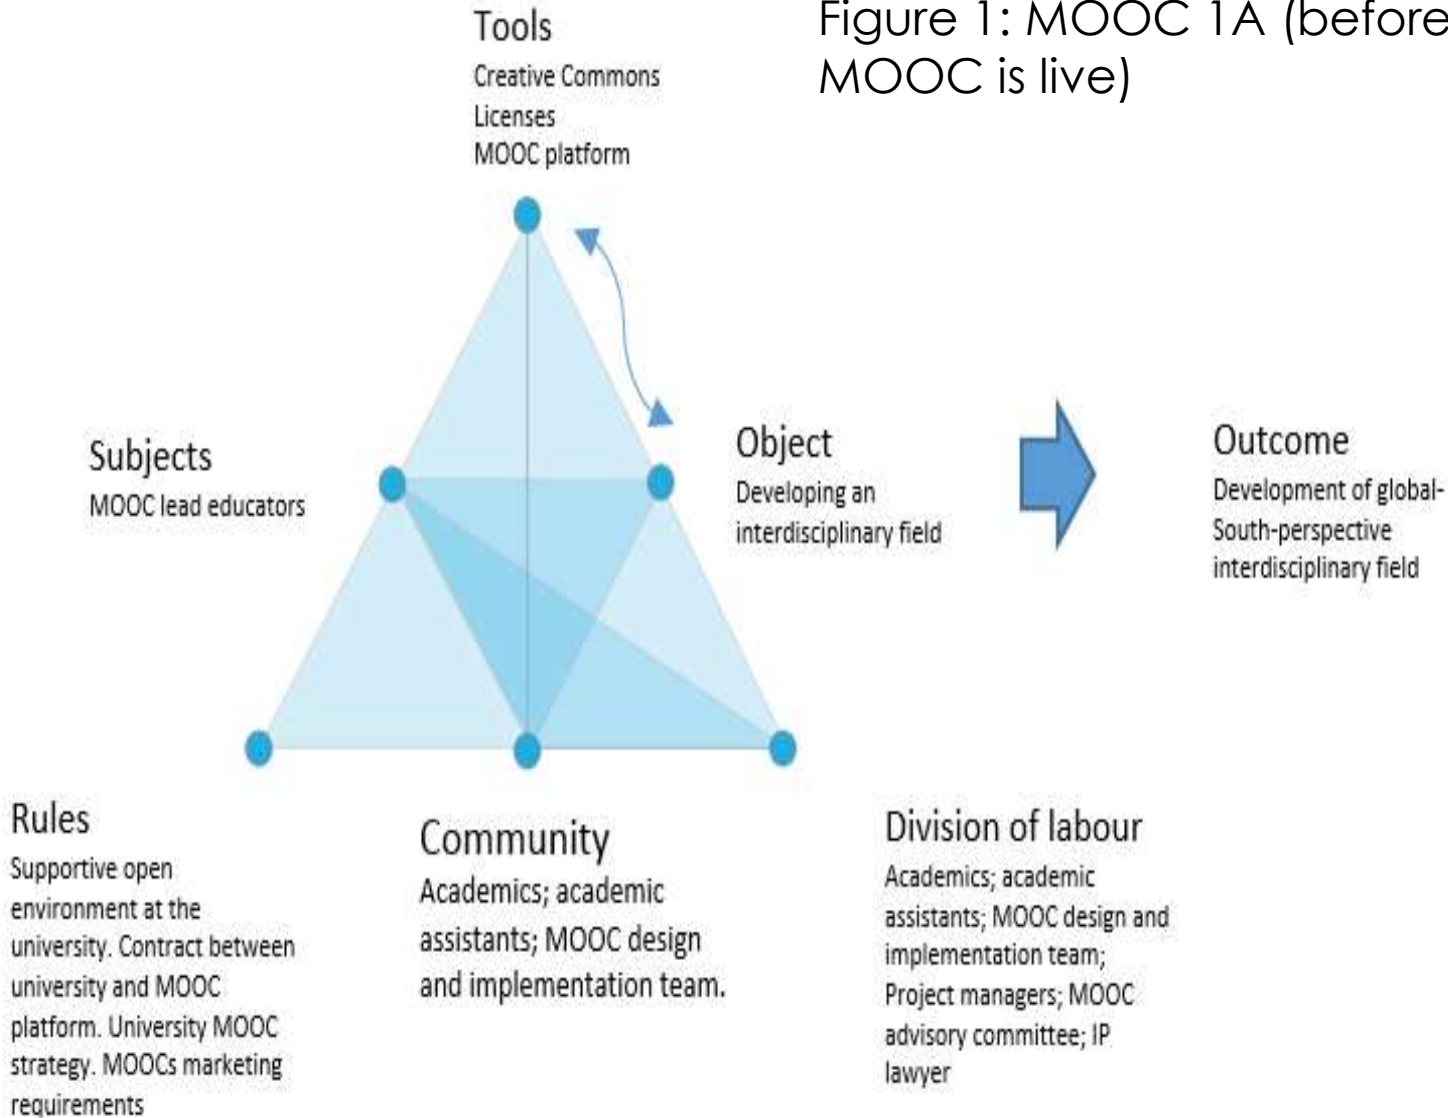 Figure 1: MOOC 1A (before
MOOC is live)
Tools
Creative Commons
Licenses
MOOC platform
Subjects
MOOC lead educators
Object
Developing an
interdisciplinary field
Outcome
Development of global-
South-perspective
interdisciplinary field
Rules
Supportive open
environment at the
university. Contract between
university and MOOC
platform. University MOOC
strategy. MOOCs marketing
requirements
Community
Academics; academic
assistants; MOOC design
and implementation team.
Division of labour
Academics; academic
assistants; MOOC design and
implementation team;
Project managers; MOOC
advisory committee; IP
lawyer